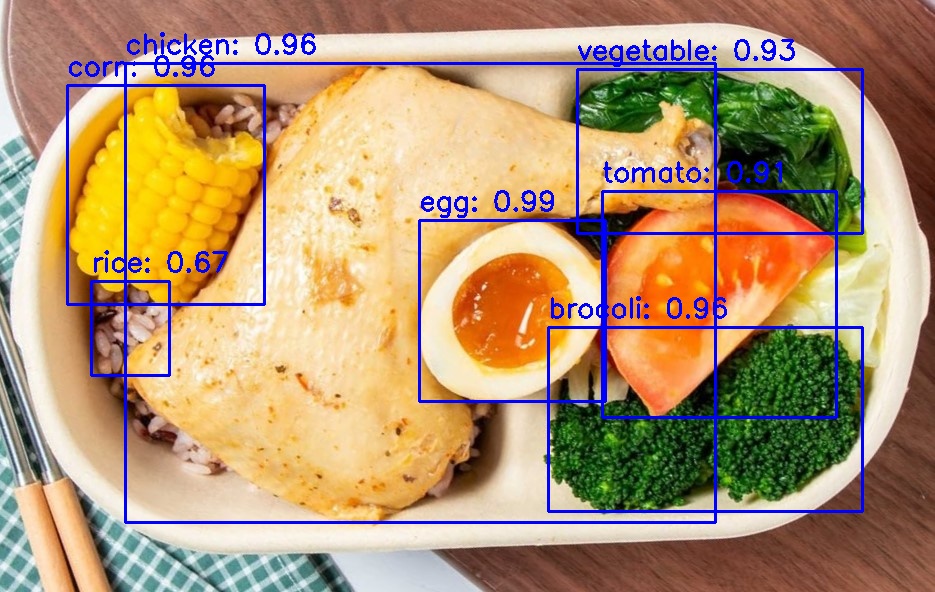 chicken: 0.96
vegetable: 0.93
corn: 0.96
tomato: 0.91
egg: 0.99
rice: 0.67
brocoli: 0.96